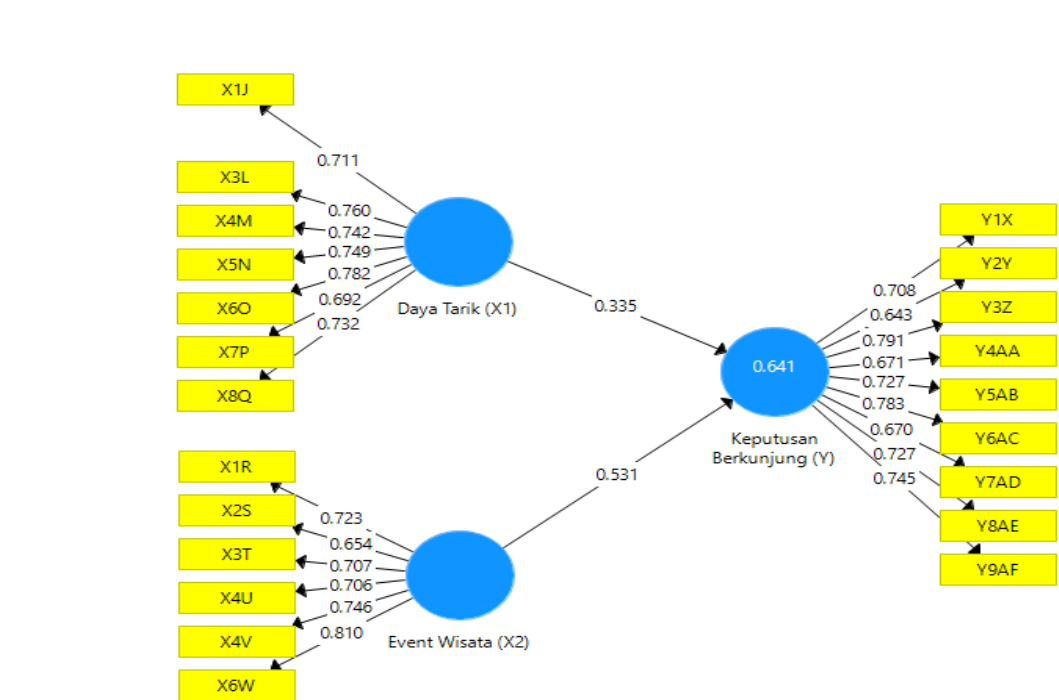 X1J
0.711
X3L
0.760
X4M
0.742
X5N
0.749
X6O
0.782
X7P
0.692
X8Q
0.732
Daya Tarik (X1)
0.335
X1R
0.723
X2S
0.654
X3T
0.707
X4U
0.706
X4V
0.746
X6W
0.810
Event Wisata (X2)
0.531
0.641
Keputusan
Berkunjung (Y)
Y1X
0.708
Y2Y
0.643
Y3Z
0.791
Y4AA
0.671
Y5AB
0.727
Y6AC
0.783
Y7AD
0.670
Y8AE
0.727
Y9AF
0.745